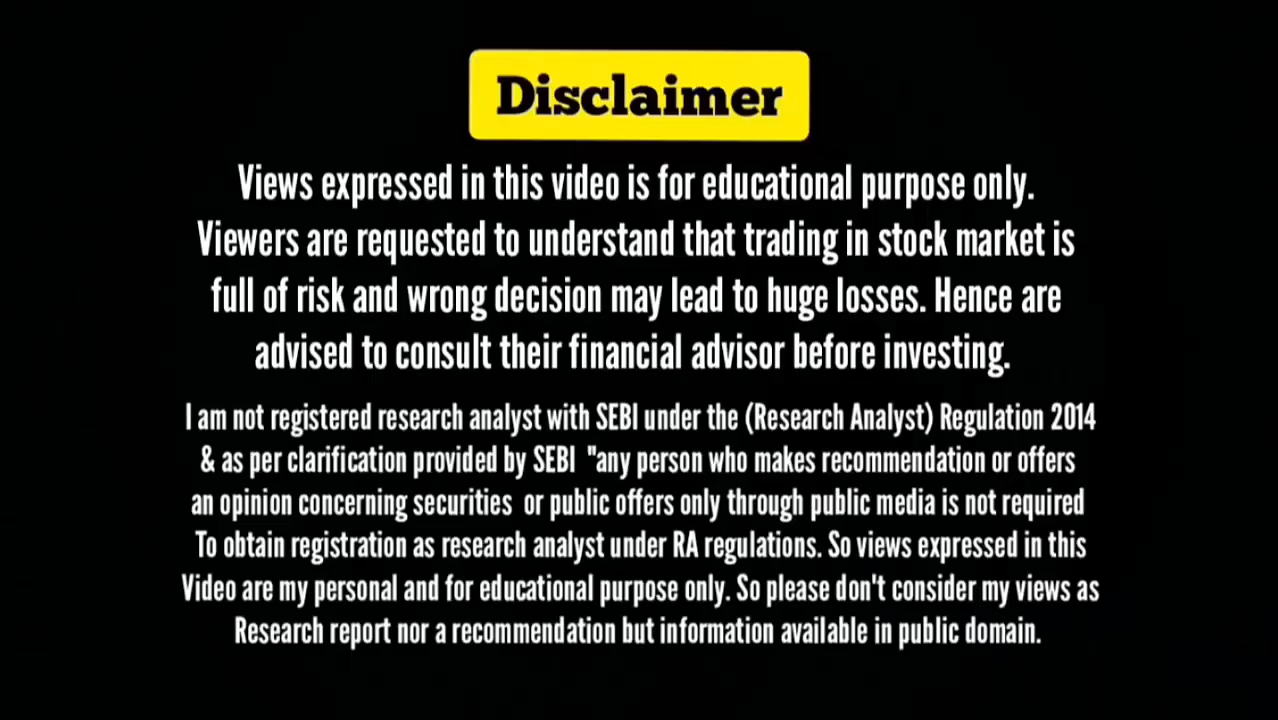 Disclaimer
Views expressed in this video is for educational purpose only.
Viewers are requested to understand that trading in stock market is
full of risk and wrong decision may lead to huge losses. Hence are
advised to consult their financial advisor before investing.
I am not registered research analyst with SEBI under the (Research Analyst) Regulation 2014
& as per clarification provided by SEBI "any person who makes recommendation or offers
an opinion concerning securities or public offers only through public media is not required
To obtain registration as research analyst under RA regulations. So views expressed in this
Video are my personal and for educational purpose only. So please don't consider my views as
Research report nor a recommendation but information available in public domain.